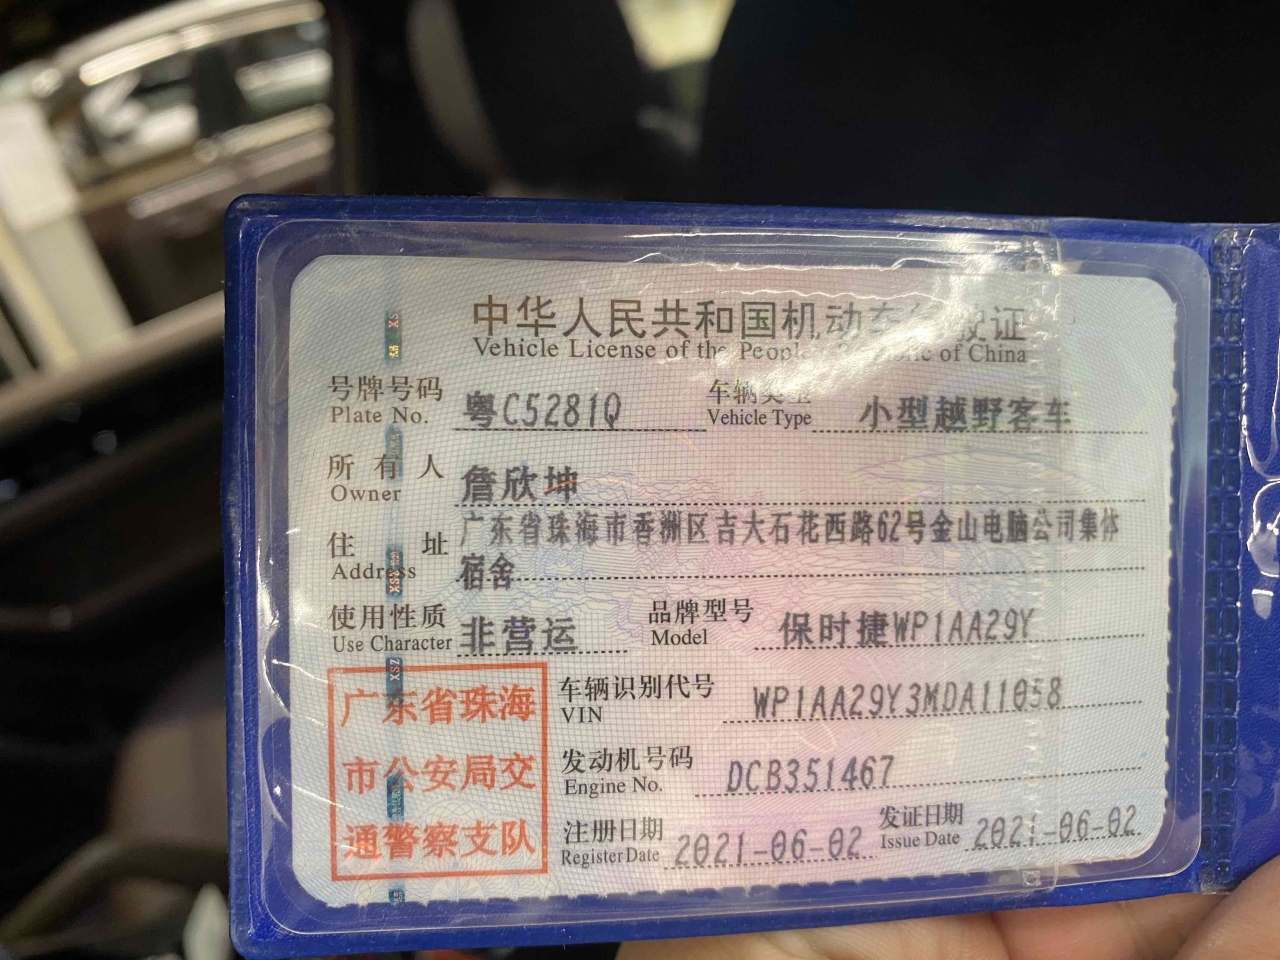 中华人民共和国机动车行驶证
Vehicle License of the People's Republic of China
号牌号码 粤C5281Q 车辆类型 小型越野客车
Plate No. Vehicle Type
所有人 詹欣坤
Owner
住址 广东省珠海市香洲区吉大石花西路62号金山电脑公司集体
Address 宿舍
使用性质 非营运 品牌型号 保时捷WP1AA29Y
Use Character Model
广东省珠海
市公安局交
通警察支队
车辆识别代号 WP1AA29Y3MDA11058
VIN
发动机号码 DCB351467
Engine No.
注册日期 2021-06-02 发证日期 2021-06-02
Register Date Issue Date